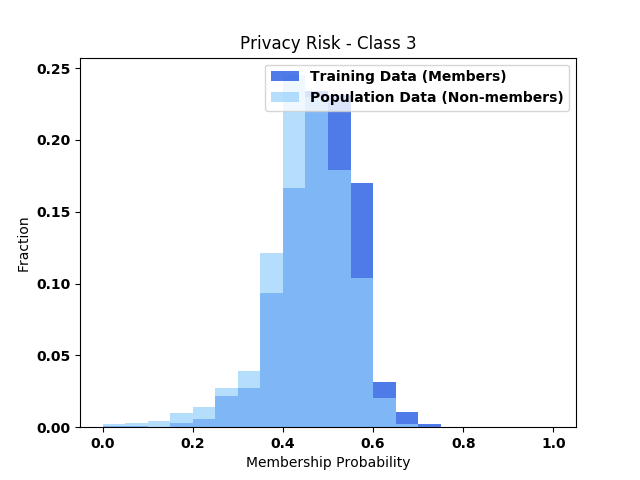 Privacy Risk - Class 3
Training Data (Members)
Population Data (Non-members)
Fraction
0.25
0.20
0.15
0.10
0.05
0.00
0.0 0.2 0.4 0.6 0.8 1.0
Membership Probability